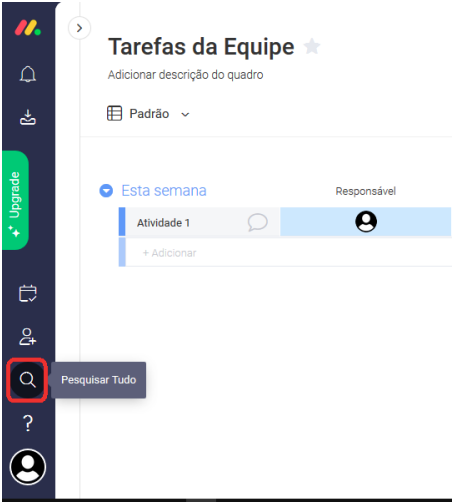 Tarefas da Equipe
Adicionar descrição do quadro
Padrão
Upgrade
Esta semana
Responsável
Atividade 1
+ Adicionar
Pesquisar Tudo
?